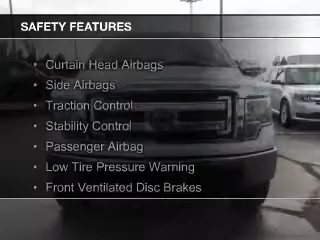 SAFETY FEATURES
• Curtain Head Airbags
• Side Airbags
• Traction Control
• Stability Control
• Passenger Airbag
• Low Tire Pressure Warning
• Front Ventilated Disc Brakes